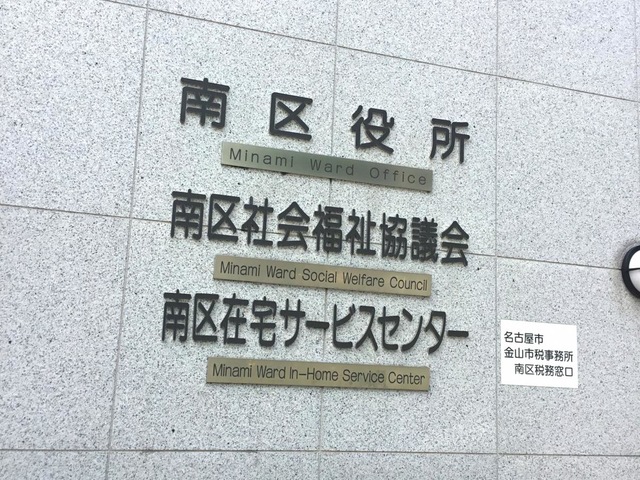 南区役所
Minami Ward Office
南区社会福祉協議会
Minami Ward Social Welfare Council
南区在宅サービスセンター
Minami Ward In-Home Service Center
名古屋市
金山市税事務所
南区税務窓口